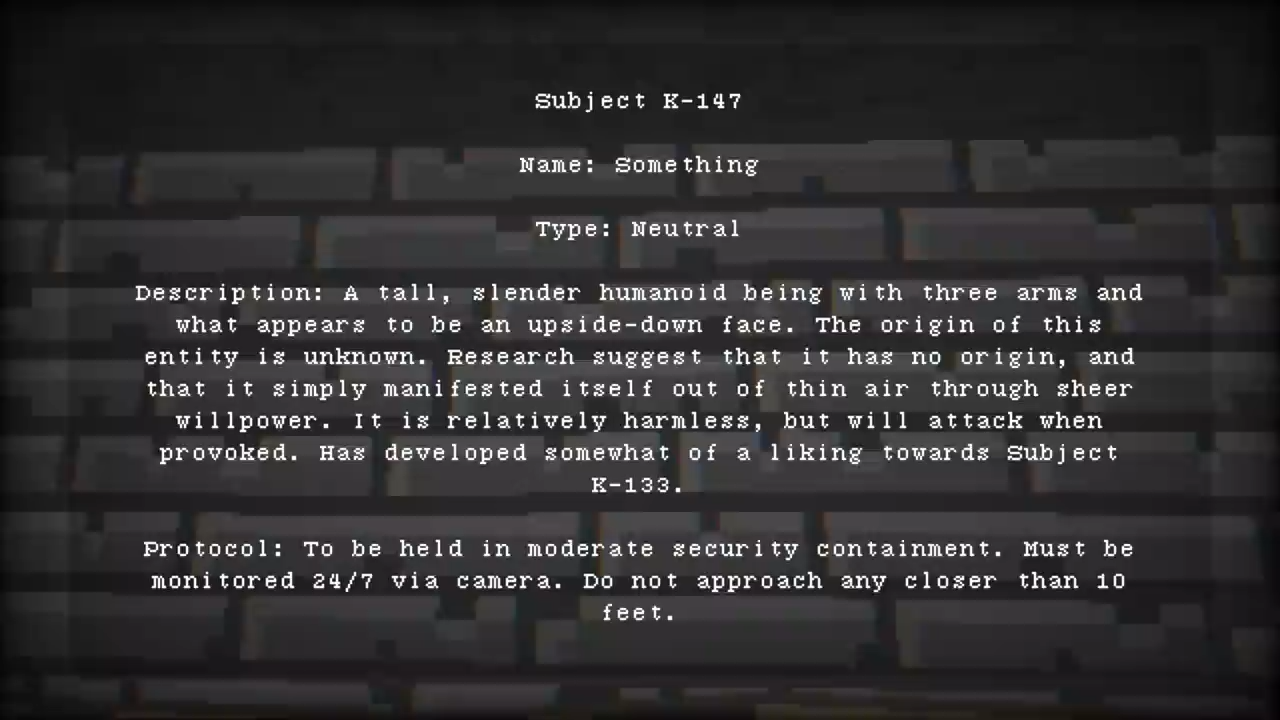 Subject K-147
Name: Something
Type: Neutral
Description: A tall, slender humanoid being with three arms and
what appears to be an upside-down face. The origin of this
entity is unknown. Research suggest that it has no origin, and
that it simply manifested itself out of thin air through sheer
willpower. It is relatively harmless, but will attack when
provoked. Has developed somewhat of a liking towards Subject
K-133.
Protocol: To be held in moderate security containment. Must be
monitored 24/7 via camera. Do not approach any closer than 10
feet.